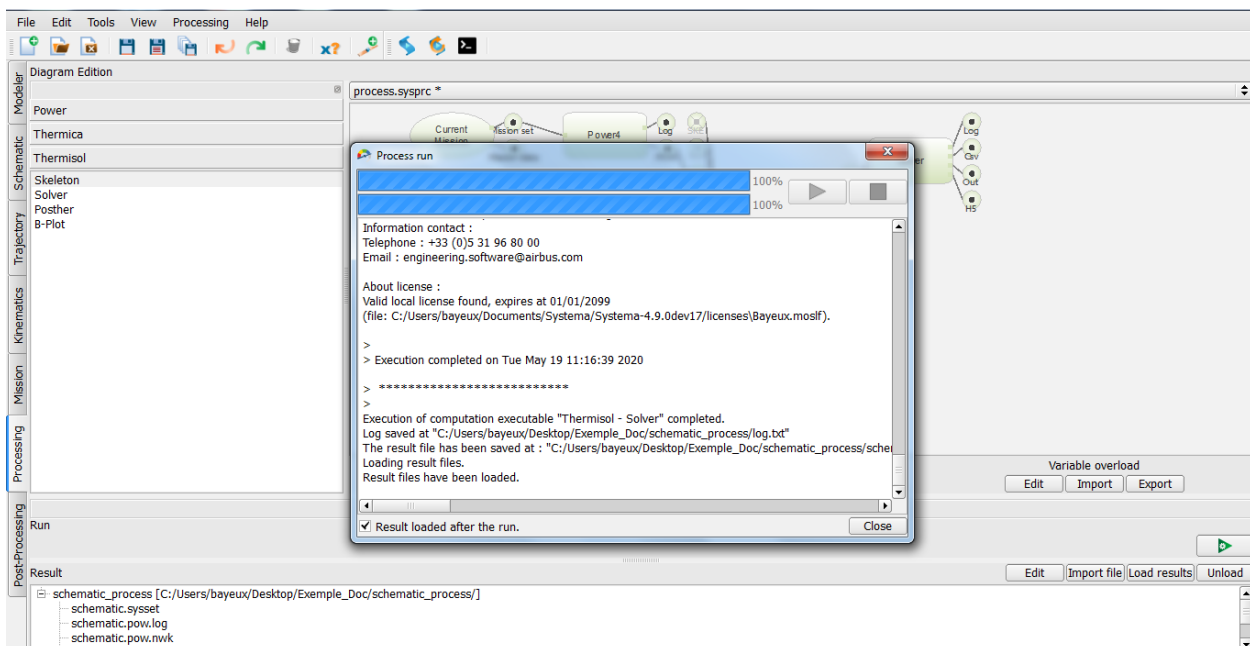 File Edit Tools View Processing Help
Diagram Edition
process.sysprc *
Modeler
Schematic
Trajectory
Kinematics
Mission
Processing
Post-Processing
Power
Thermica
Thermisol
Skeleton
Solver
Posther
B-Plot
Current
Power4
Log
Log
Csv
Out
H5
Process run
100%
100%
Information contact :
Telephone : +33 (0)5 31 96 80 00
Email : engineering.software@airbus.com
About license :
Valid local license found, expires at 01/01/2099
(file: C:/Users/bayeux/Documents/Systema/Systema-4.9.0dev17/licenses\Bayeux.moslf).
>
> Execution completed on Tue May 19 11:16:39 2020
> **************************
>
Execution of computation executable "Thermisol - Solver" completed.
Log saved at "C:/Users/bayeux/Desktop/Exemple_Doc/schematic_process/log.txt"
The result file has been saved at : "C:/Users/bayeux/Desktop/Exemple_Doc/schematic_process/scher
Loading result files.
Result files have been loaded.
Result loaded after the run.
Close
Variable overload
Edit Import Export
Run
Result
Edit Import file Load results Unload
schematic_process [C:/Users/bayeux/Desktop/Exemple_Doc/schematic_process/]
schematic.sysset
schematic.pow.log
schematic.pow.nwk